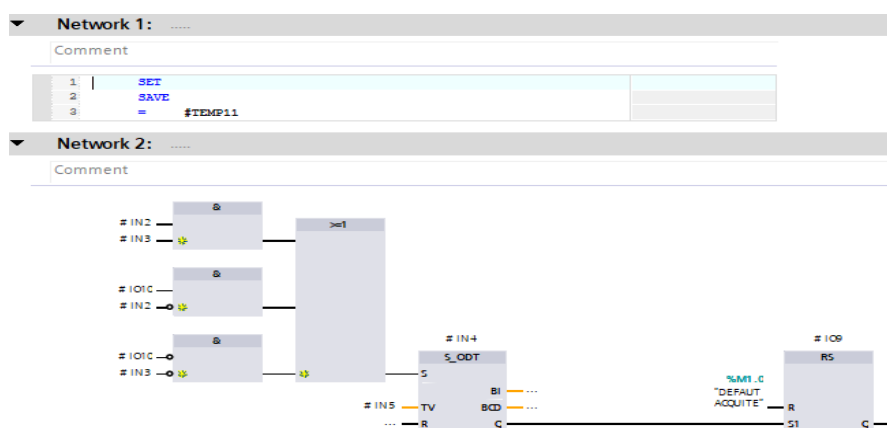 Network 1: .....
Comment
1 SET
2 SAVE
3 = #TEMP11
Network 2: .....
Comment
&
# IN2
# IN3
>=1
&
# IO10
# IN2
&
# IO10
# IN3
# IN4
S_ODT
S
BI ...
# IN5 TV BCD ...
... R Q
# IO9
RS
%M1.0
"DEFAUT
ACQUITE"
R
S1 Q